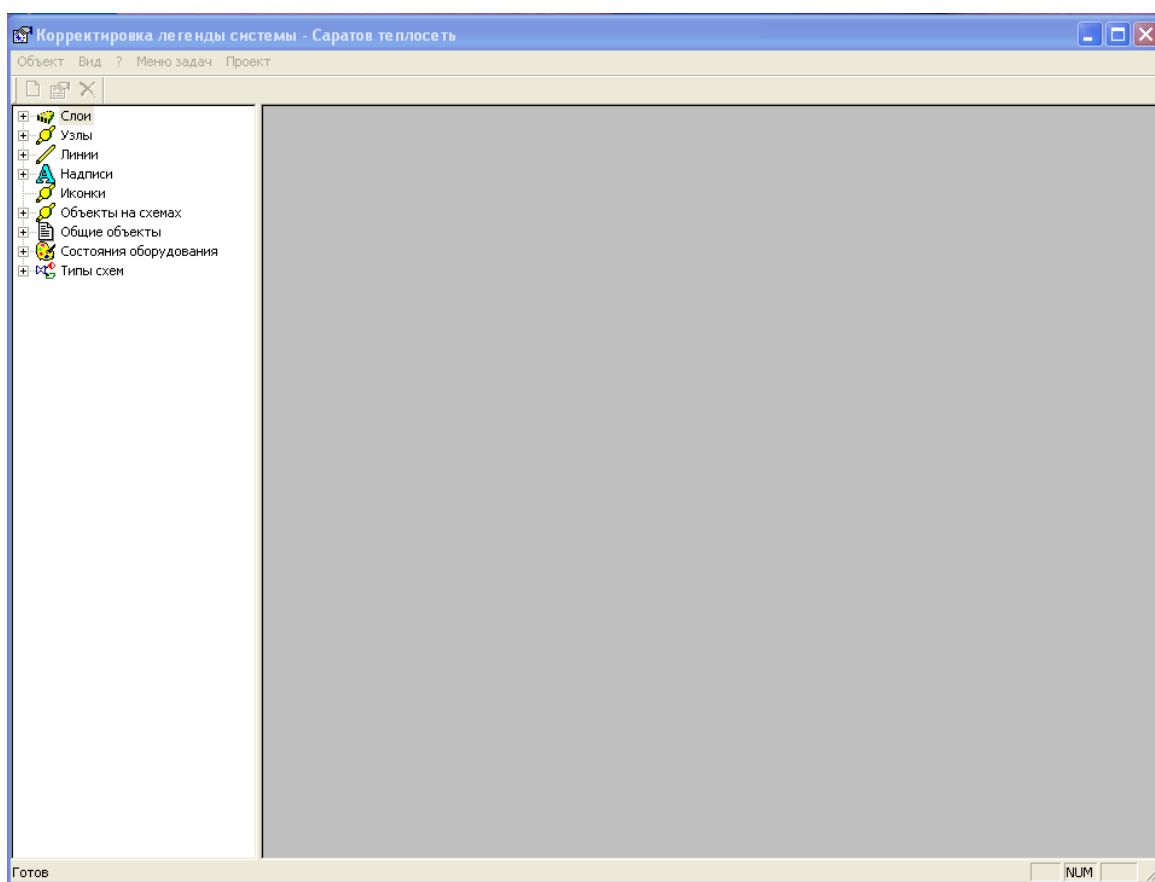 Корректировка легенды системы - Саратов теплосеть
Объект Вид ? Меню задач Проект
Слои
Узлы
Линии
Надписи
Иконки
Объекты на схемах
Общие объекты
Состояния оборудования
Типы схем
Готов NUM